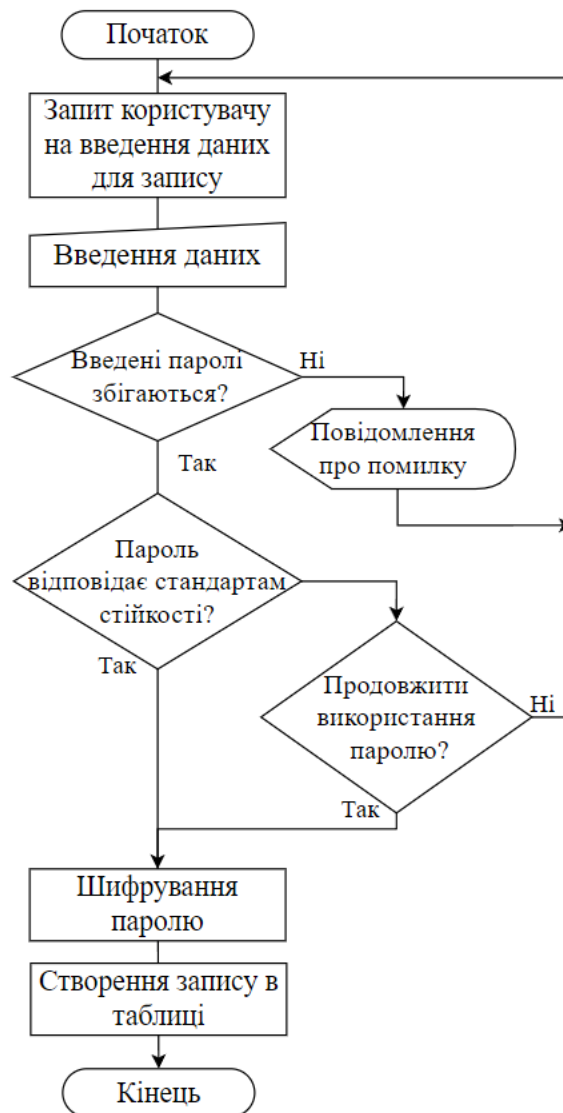 Початок
Запит користувачу
на введення даних
для запису
Введення даних
Введені паролі
збігаються?
Ні
Повідомлення
про помилку
Так
Пароль
відповідає стандартам
стійкості?
Так
Продовжити
використання
паролю?
Ні
Так
Шифрування
паролю
Створення запису в
таблиці
Кінець